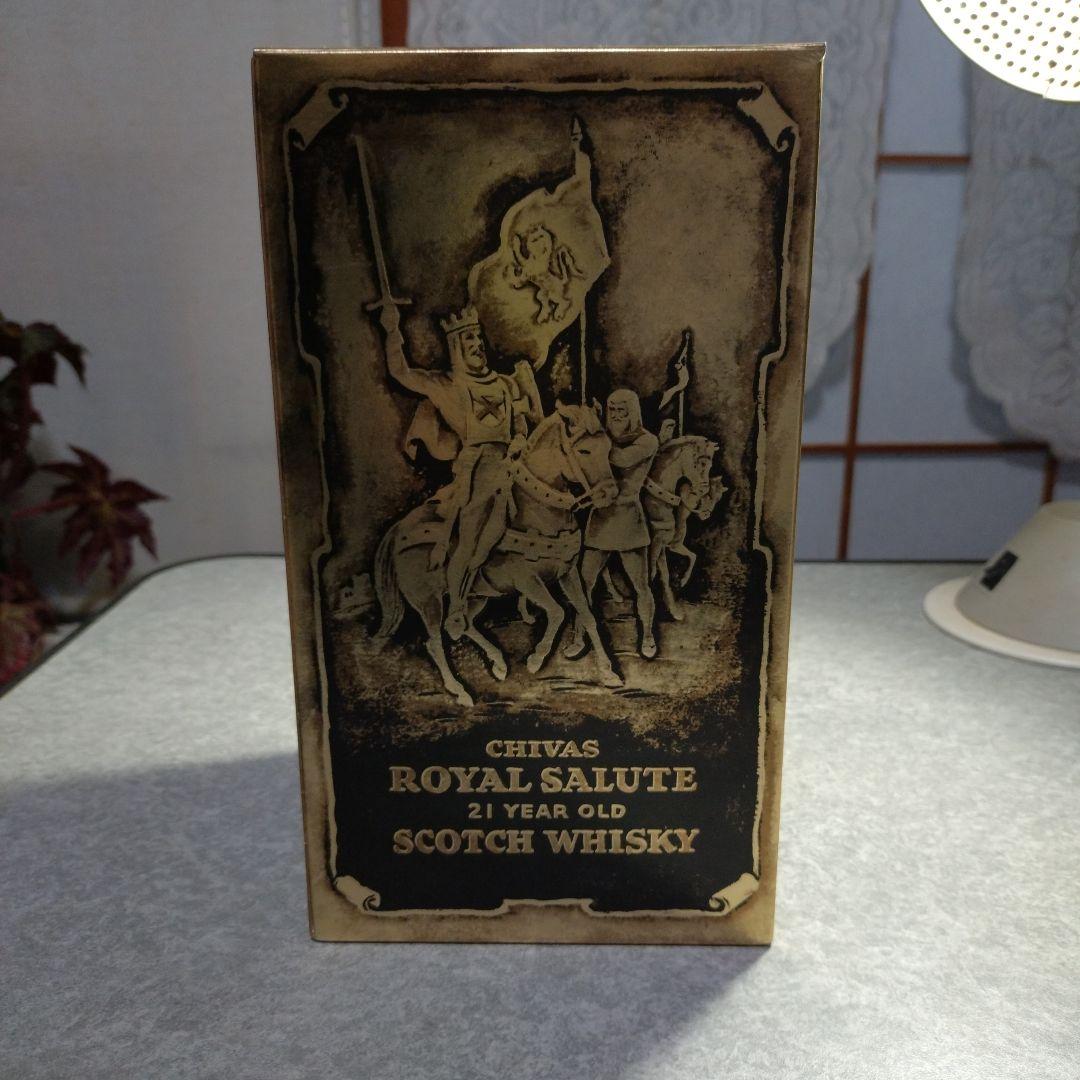 CHIVAS
ROYAL SALUTE
21 YEAR OLD
SCOTCH WHISKY